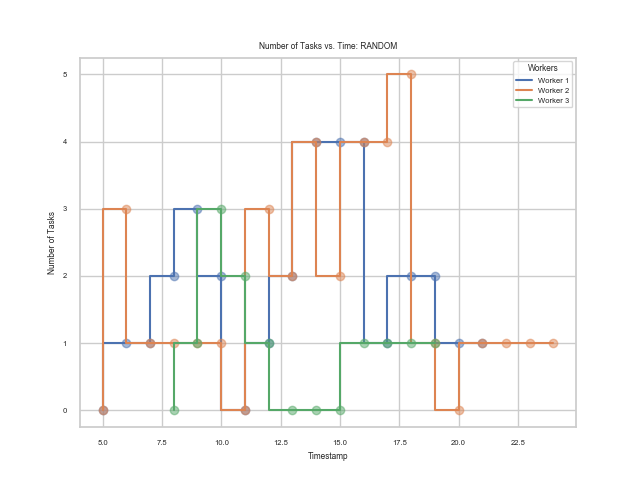 Number of Tasks vs. Time: RANDOM
Workers
Worker 1
Worker 2
Worker 3
Number of Tasks
5
4
3
2
1
0
5.0 7.5 10.0 12.5 15.0 17.5 20.0 22.5
Timestamp